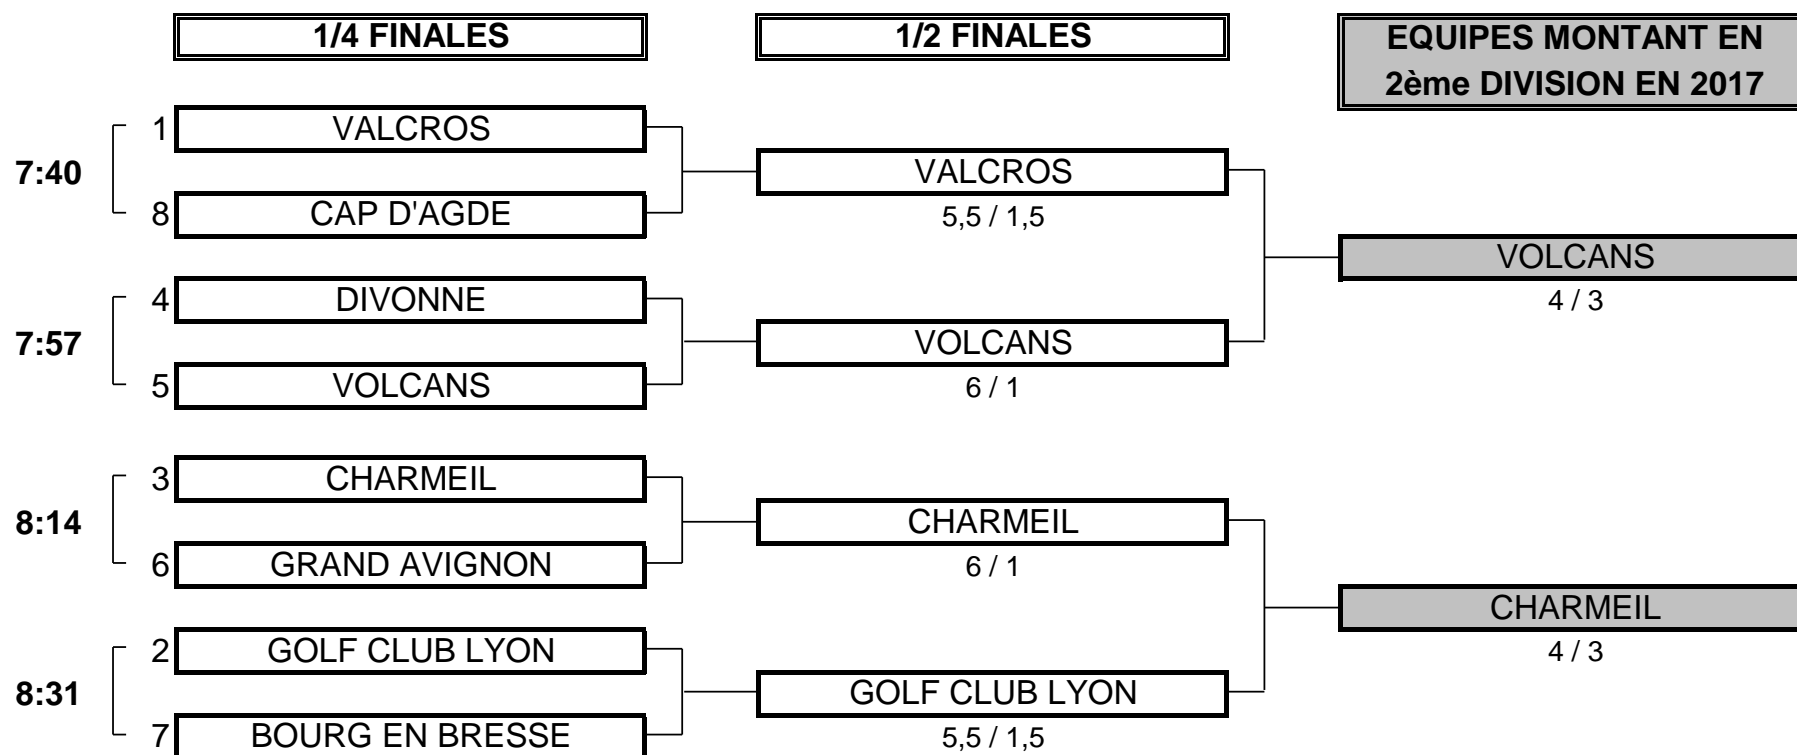 1/4 FINALES
1/2 FINALES
EQUIPES MONTANT EN
2ème DIVISION EN 2017
7:40
1 VALCROS
8 CAP D'AGDE
VALCROS
5,5 / 1,5
7:57
4 DIVONNE
5 VOLCANS
VOLCANS
6 / 1
VOLCANS
4 / 3
8:14
3 CHARMEIL
6 GRAND AVIGNON
CHARMEIL
6 / 1
8:31
2 GOLF CLUB LYON
7 BOURG EN BRESSE
GOLF CLUB LYON
5,5 / 1,5
CHARMEIL
4 / 3